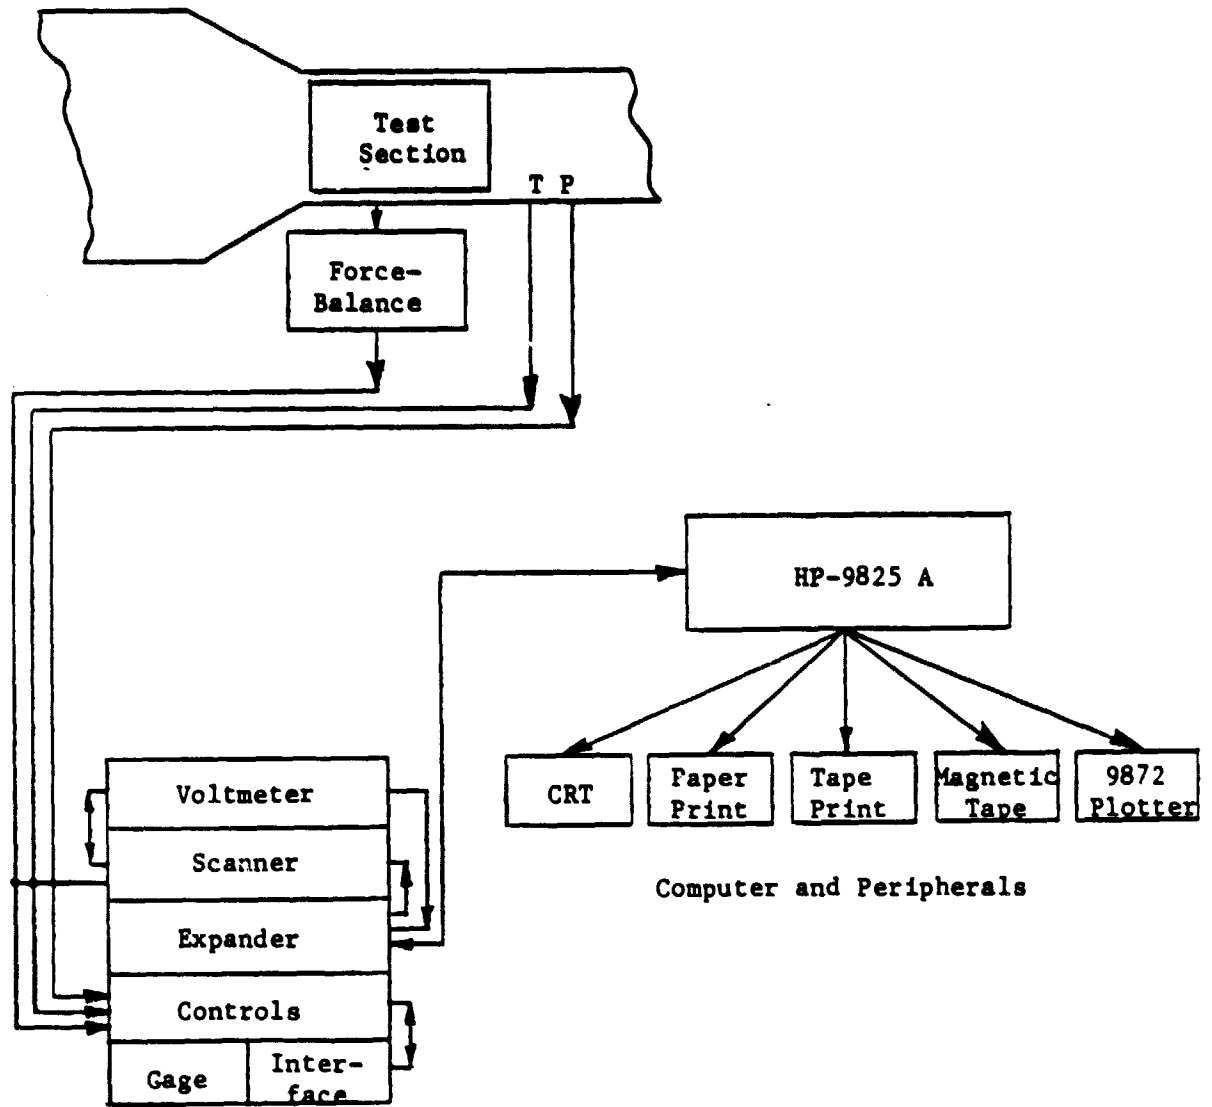 Test
Section
T P
Force-
Balance
HP-9825 A
CRT
Paper
Print
Tape
Print
Magnetic
Tape
9872
Plotter
Computer and Peripherals
Voltmeter
Scanner
Expander
Controls
Gage
Inter-
face